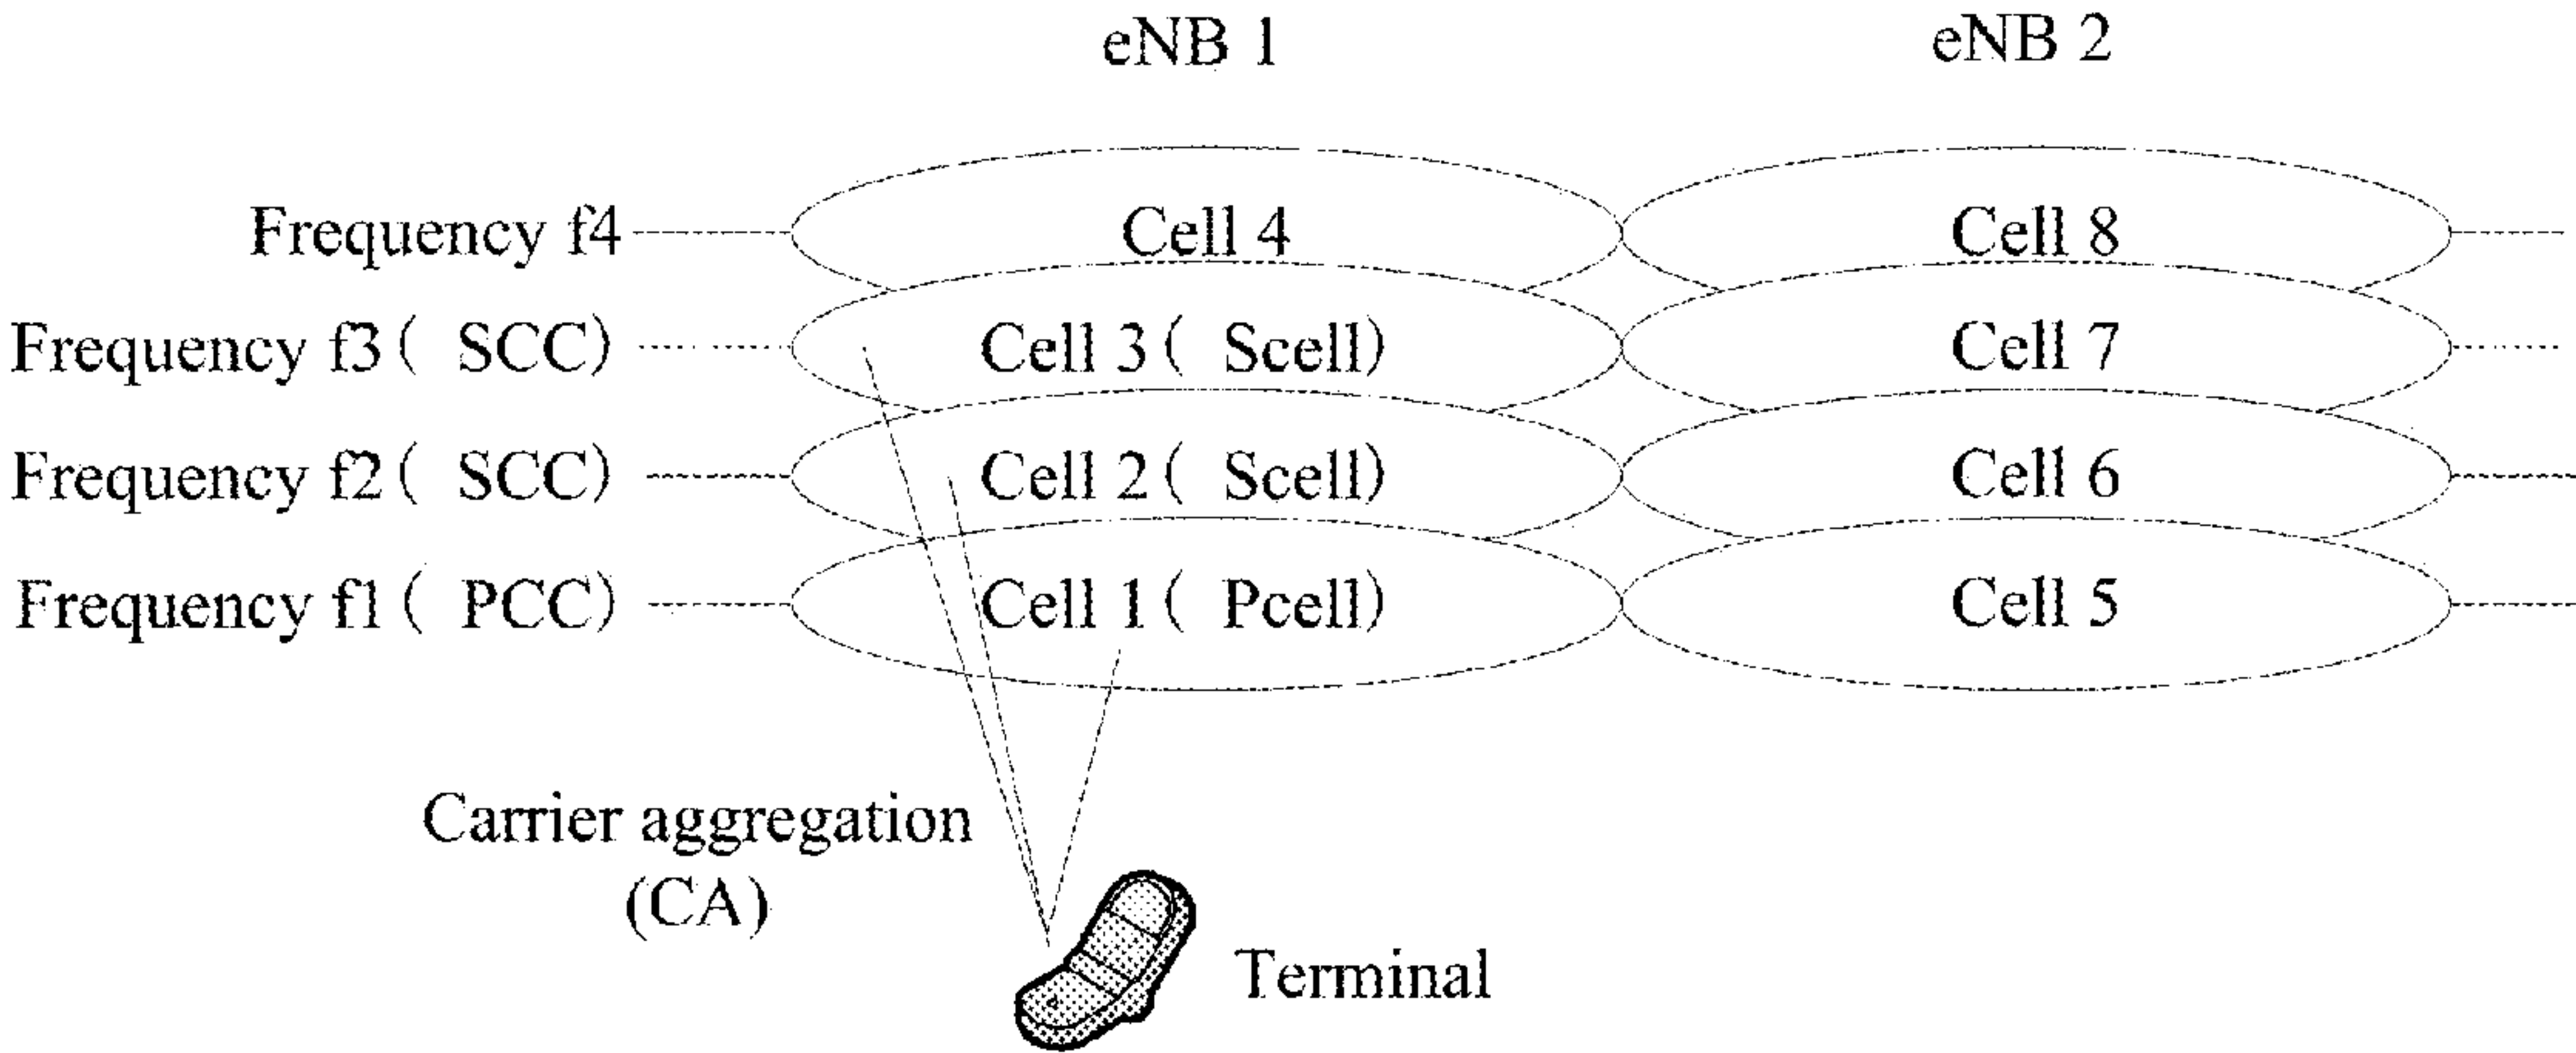 eNB 1 eNB 2
Frequency f4 Cell 4 Cell 8
Frequency f3 ( SCC) Cell 3 ( Scell) Cell 7
Frequency f2 ( SCC) Cell 2 ( Scell) Cell 6
Frequency f1 ( PCC) Cell 1 ( Pcell) Cell 5
Carrier aggregation
(CA)
Terminal